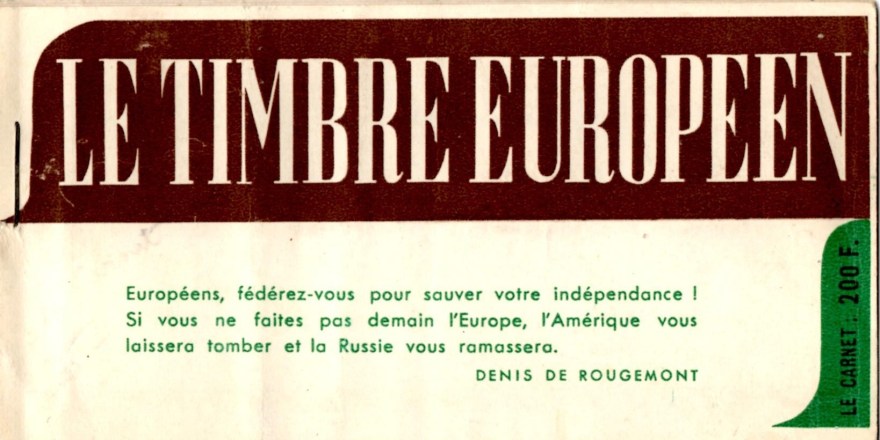 LE TIMBRE EUROPEEN
Européens, fédérez-vous pour sauver votre indépendance !
Si vous ne faites pas demain l'Europe, l'Amérique vous
laissera tomber et la Russie vous ramassera.
DENIS DE ROUGEMONT
LE CARNET : 200 F.